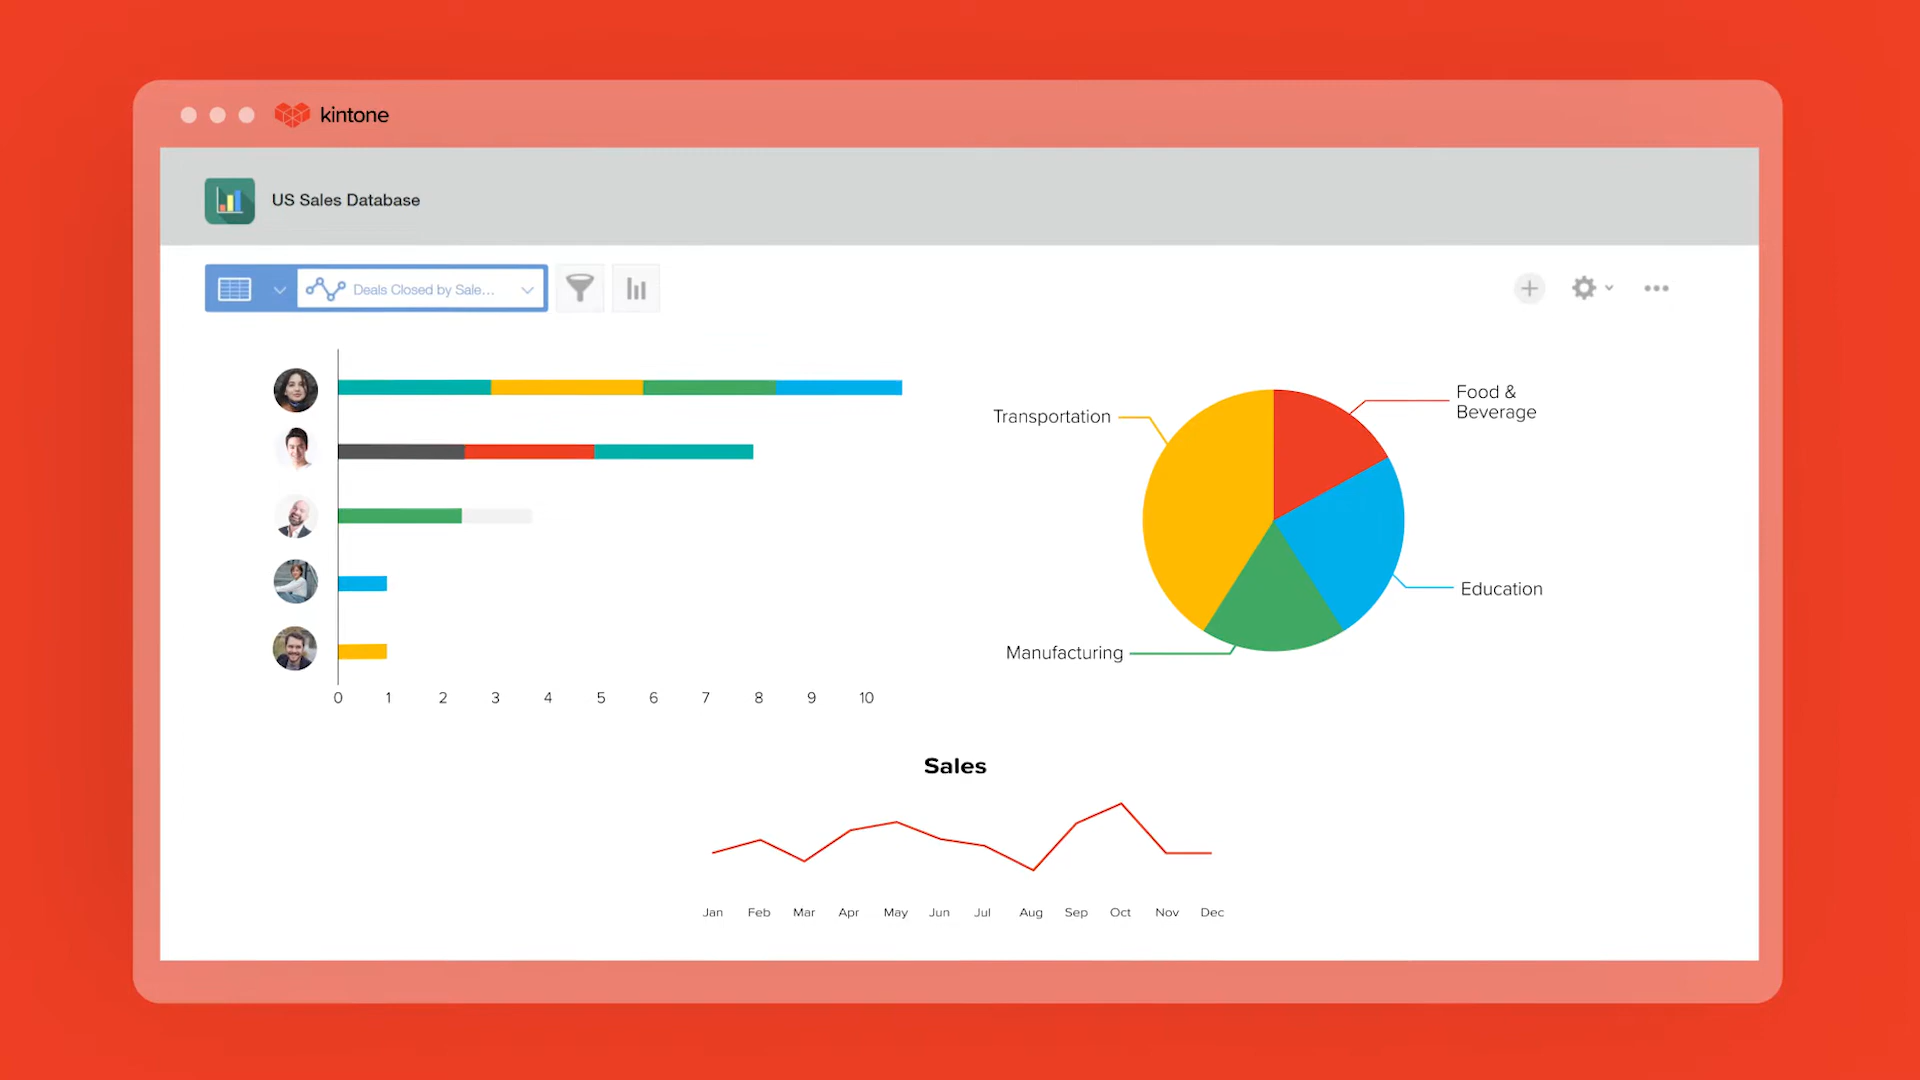 kintone
US Sales Database
Deals Closed by Sale...
Transportation
Food &
Beverage
Education
Manufacturing
0 1 2 3 4 5 6 7 8 9 10
Sales
Jan Feb Mar Apr May Jun Jul Aug Sep Oct Nov Dec